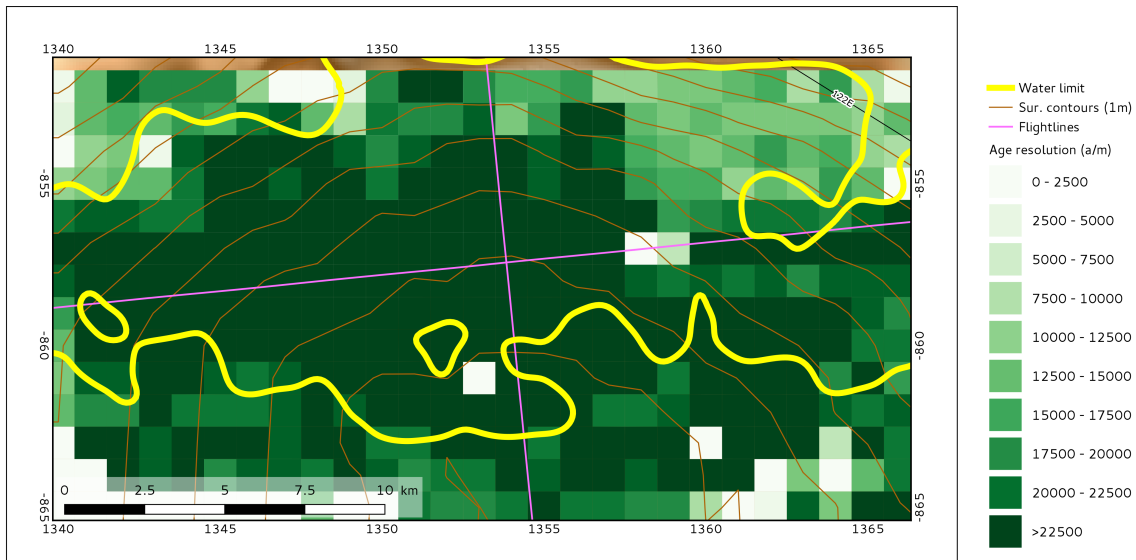 1340 1345 1350 1355 1360 1365
122E
-855 -855
-860 -860
-865 -865
0 2.5 5 7.5 10 km
1340 1345 1350 1355 1360 1365
Water limit
Sur. contours (1m)
Flightlines
Age resolution (a/m)
0 - 2500
2500 - 5000
5000 - 7500
7500 - 10000
10000 - 12500
12500 - 15000
15000 - 17500
17500 - 20000
20000 - 22500
>22500